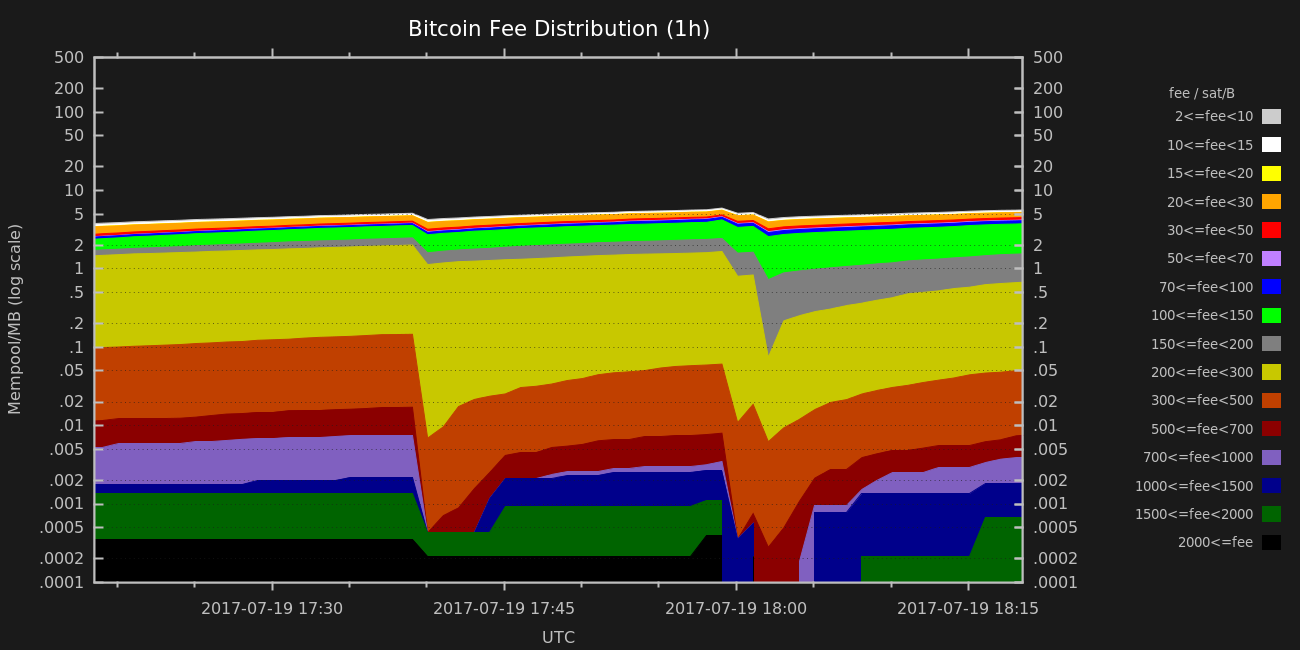 Bitcoin Fee Distribution (1h)
500 500
200 200
100 100
50 50
20 20
10 10
5 5
2 2
1 1
.5 .5
.2 .2
.1 .1
.05 .05
.02 .02
.01 .01
.005 .005
.002 .002
.001 .001
.0005 .0005
.0002 .0002
.0001 .0001
Mempool/MB (log scale)
2017-07-19 17:30 2017-07-19 17:45 2017-07-19 18:00 2017-07-19 18:15
UTC
fee / sat/B
2<=fee<10
10<=fee<15
15<=fee<20
20<=fee<30
30<=fee<50
50<=fee<70
70<=fee<100
100<=fee<150
150<=fee<200
200<=fee<300
300<=fee<500
500<=fee<700
700<=fee<1000
1000<=fee<1500
1500<=fee<2000
2000<=fee